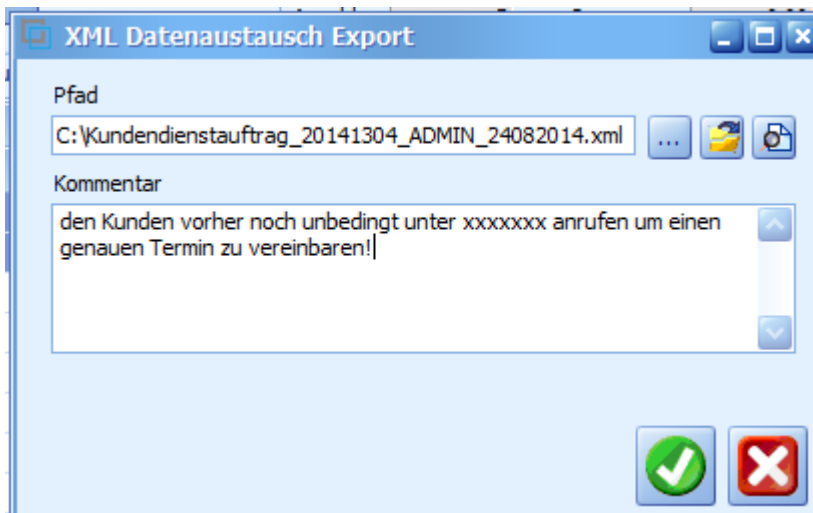 XML Datenaustausch Export
Pfad
C:\Kundendienstauftrag_20141304_ADMIN_24082014.xml
...
Kommentar
den Kunden vorher noch unbedingt unter xxxxxxx anrufen um einen
genauen Termin zu vereinbaren!